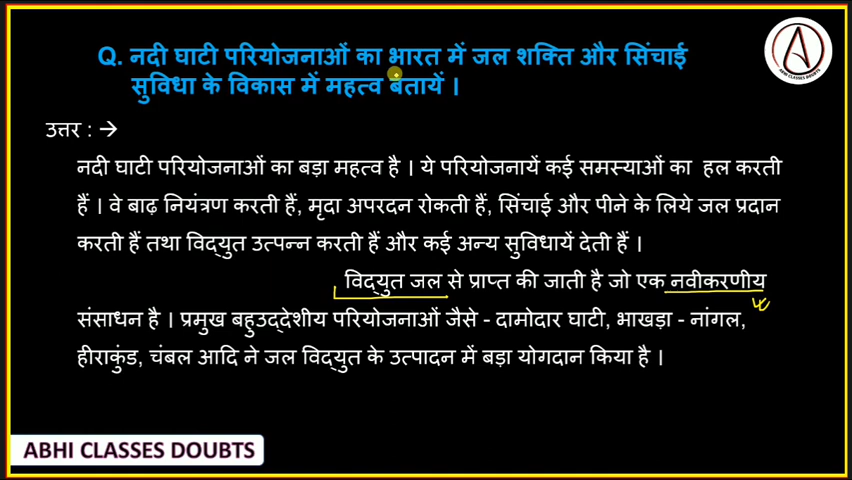 Q. नदी घाटी परियोजनाओं का भारत में जल शक्ति और सिंचाई
सुविधा के विकास में महत्व बतायें ।
A
ABHI CLASSES DOUBTS
उत्तर : →
नदी घाटी परियोजनाओं का बड़ा महत्व है । ये परियोजनायें कई समस्याओं का हल करती
हैं । वे बाढ़ नियंत्रण करती हैं, मृदा अपरदन रोकती हैं, सिंचाई और पीने के लिये जल प्रदान
करती हैं तथा विद्युत उत्पन्न करती हैं और कई अन्य सुविधायें देती हैं ।
विद्युत जल से प्राप्त की जाती है जो एक नवीकरणीय
संसाधन है । प्रमुख बहुउद्देशीय परियोजनाओं जैसे - दामोदार घाटी, भाखड़ा - नांगल,
हीराकुंड, चंबल आदि ने जल विद्युत के उत्पादन में बड़ा योगदान किया है ।
ABHI CLASSES DOUBTS